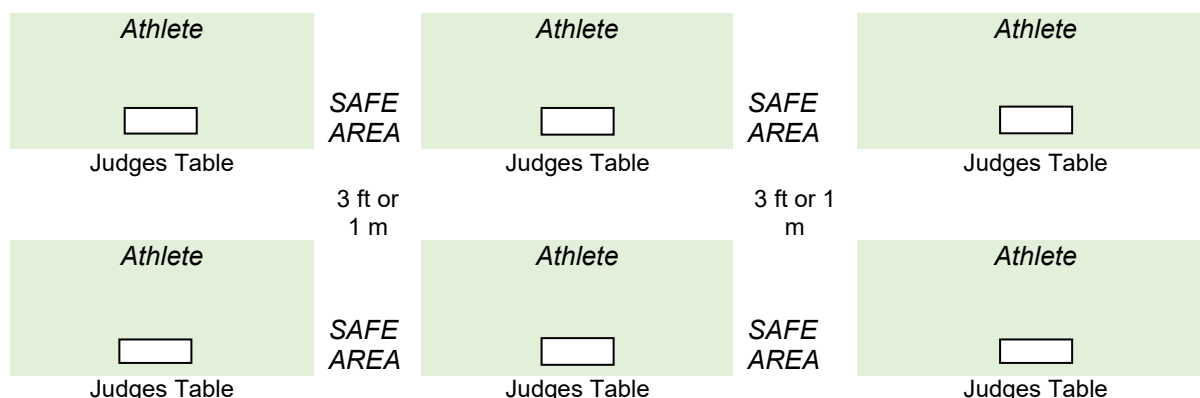 Athlete
Athlete
Athlete
SAFE
AREA
SAFE
AREA
Judges Table
Judges Table
Judges Table
3 ft or
1 m
3 ft or 1
m
Athlete
Athlete
Athlete
SAFE
AREA
SAFE
AREA
Judges Table
Judges Table
Judges Table